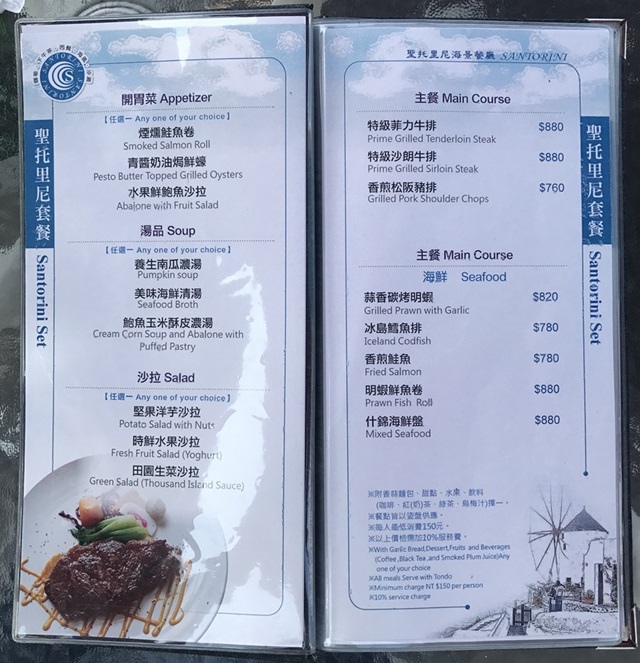 SANTORINI
SANTORINI
聖托里尼套餐 Santorini Set
開胃菜 Appetizer
【任選一 Any one of your choice】
煙燻鮭魚卷
Smoked Salmon Roll
青醬奶油焗鮮蠔
Pesto Butter Topped Grilled Oysters
水果鮮鮑魚沙拉
Abalone with Fruit Salad
湯品 Soup
【任選一 Any one of your choice】
養生南瓜濃湯
Pumpkin soup
美味海鮮清湯
Seafood Broth
鮑魚玉米酥皮濃湯
Cream Corn Soup and Abalone with
Puffed Pastry
沙拉 Salad
【任選一 Any one of your choice】
堅果洋芋沙拉
Potato Salad with Nuts
時鮮水果沙拉
Fresh Fruit Salad (Yoghurt)
田園生菜沙拉
Green Salad (Thousand Island Sauce)
聖托里尼海景餐廳 SANTORINI
主餐 Main Course
特級菲力牛排 $880
Prime Grilled Tenderloin Steak
特級沙朗牛排 $880
Prime Grilled Sirloin Steak
香煎松阪豬排 $760
Grilled Pork Shoulder Chops
主餐 Main Course
海鮮 Seafood
蒜香碳烤明蝦 $820
Grilled Prawn with Garlic
冰島鱈魚排 $780
Iceland Codfish
香煎鮭魚 $780
Fried Salmon
明蝦鮮魚卷 $880
Prawn Fish Roll
什錦海鮮盤 $880
Mixed Seafood
※附香蒜麵包、甜點、水果、飲料
(咖啡、紅(奶)茶、綠茶、烏梅汁)擇一。
※餐點皆以瓷盤供應。
※每人最低消費150元。
※以上價格需加10%服務費。
※With Garlic Bread,Dessert,Fruits and Beverages
(Coffee ,Black Tea ,and Smoked Plum Juice)Any
one of your choice
※All meals Serve with Tondo
※Minimum charge NT $150 per person
※10% service charge
聖托里尼套餐 Santorini Set